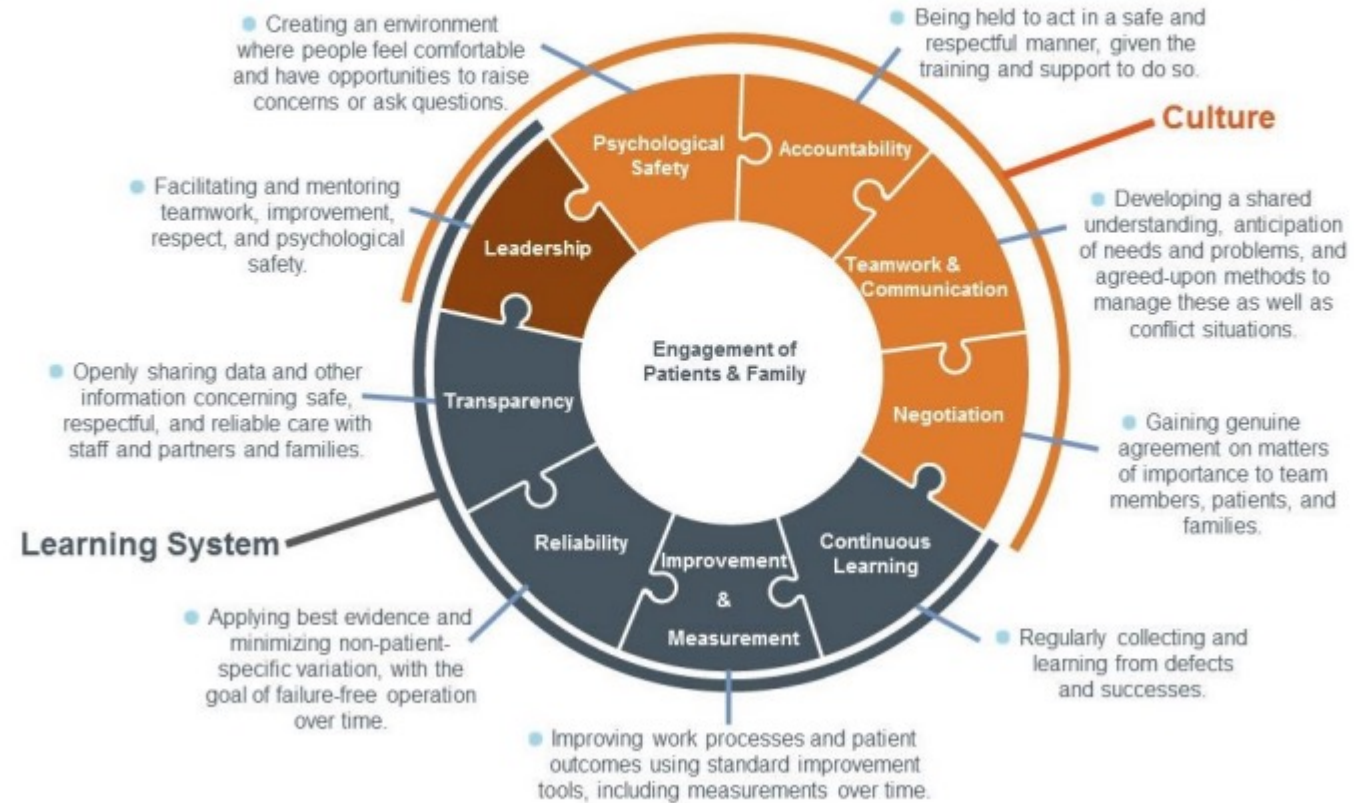 Creating an environment
where people feel comfortable
and have opportunities to raise
concerns or ask questions.
Being held to act in a safe and
respectful manner, given the
training and support to do so.
Culture
Psychological
Safety
Accountability
Facilitating and mentoring
teamwork, improvement,
respect, and psychological
safety.
Leadership
Teamwork &
Communication
Developing a shared
understanding, anticipation
of needs and problems, and
agreed-upon methods to
manage these as well as
conflict situations.
Engagement of
Patients & Family
Openly sharing data and other
information concerning safe,
respectful, and reliable care with
staff and partners and families.
Transparency
Negotiation
Gaining genuine
agreement on matters
of importance to team
members, patients, and
families.
Learning System
Reliability
Improvement
&
Measurement
Continuous
Learning
Applying best evidence and
minimizing non-patient-
specific variation, with the
goal of failure-free operation
over time.
Regularly collecting and
learning from defects
and successes.
Improving work processes and patient
outcomes using standard improvement
tools, including measurements over time.